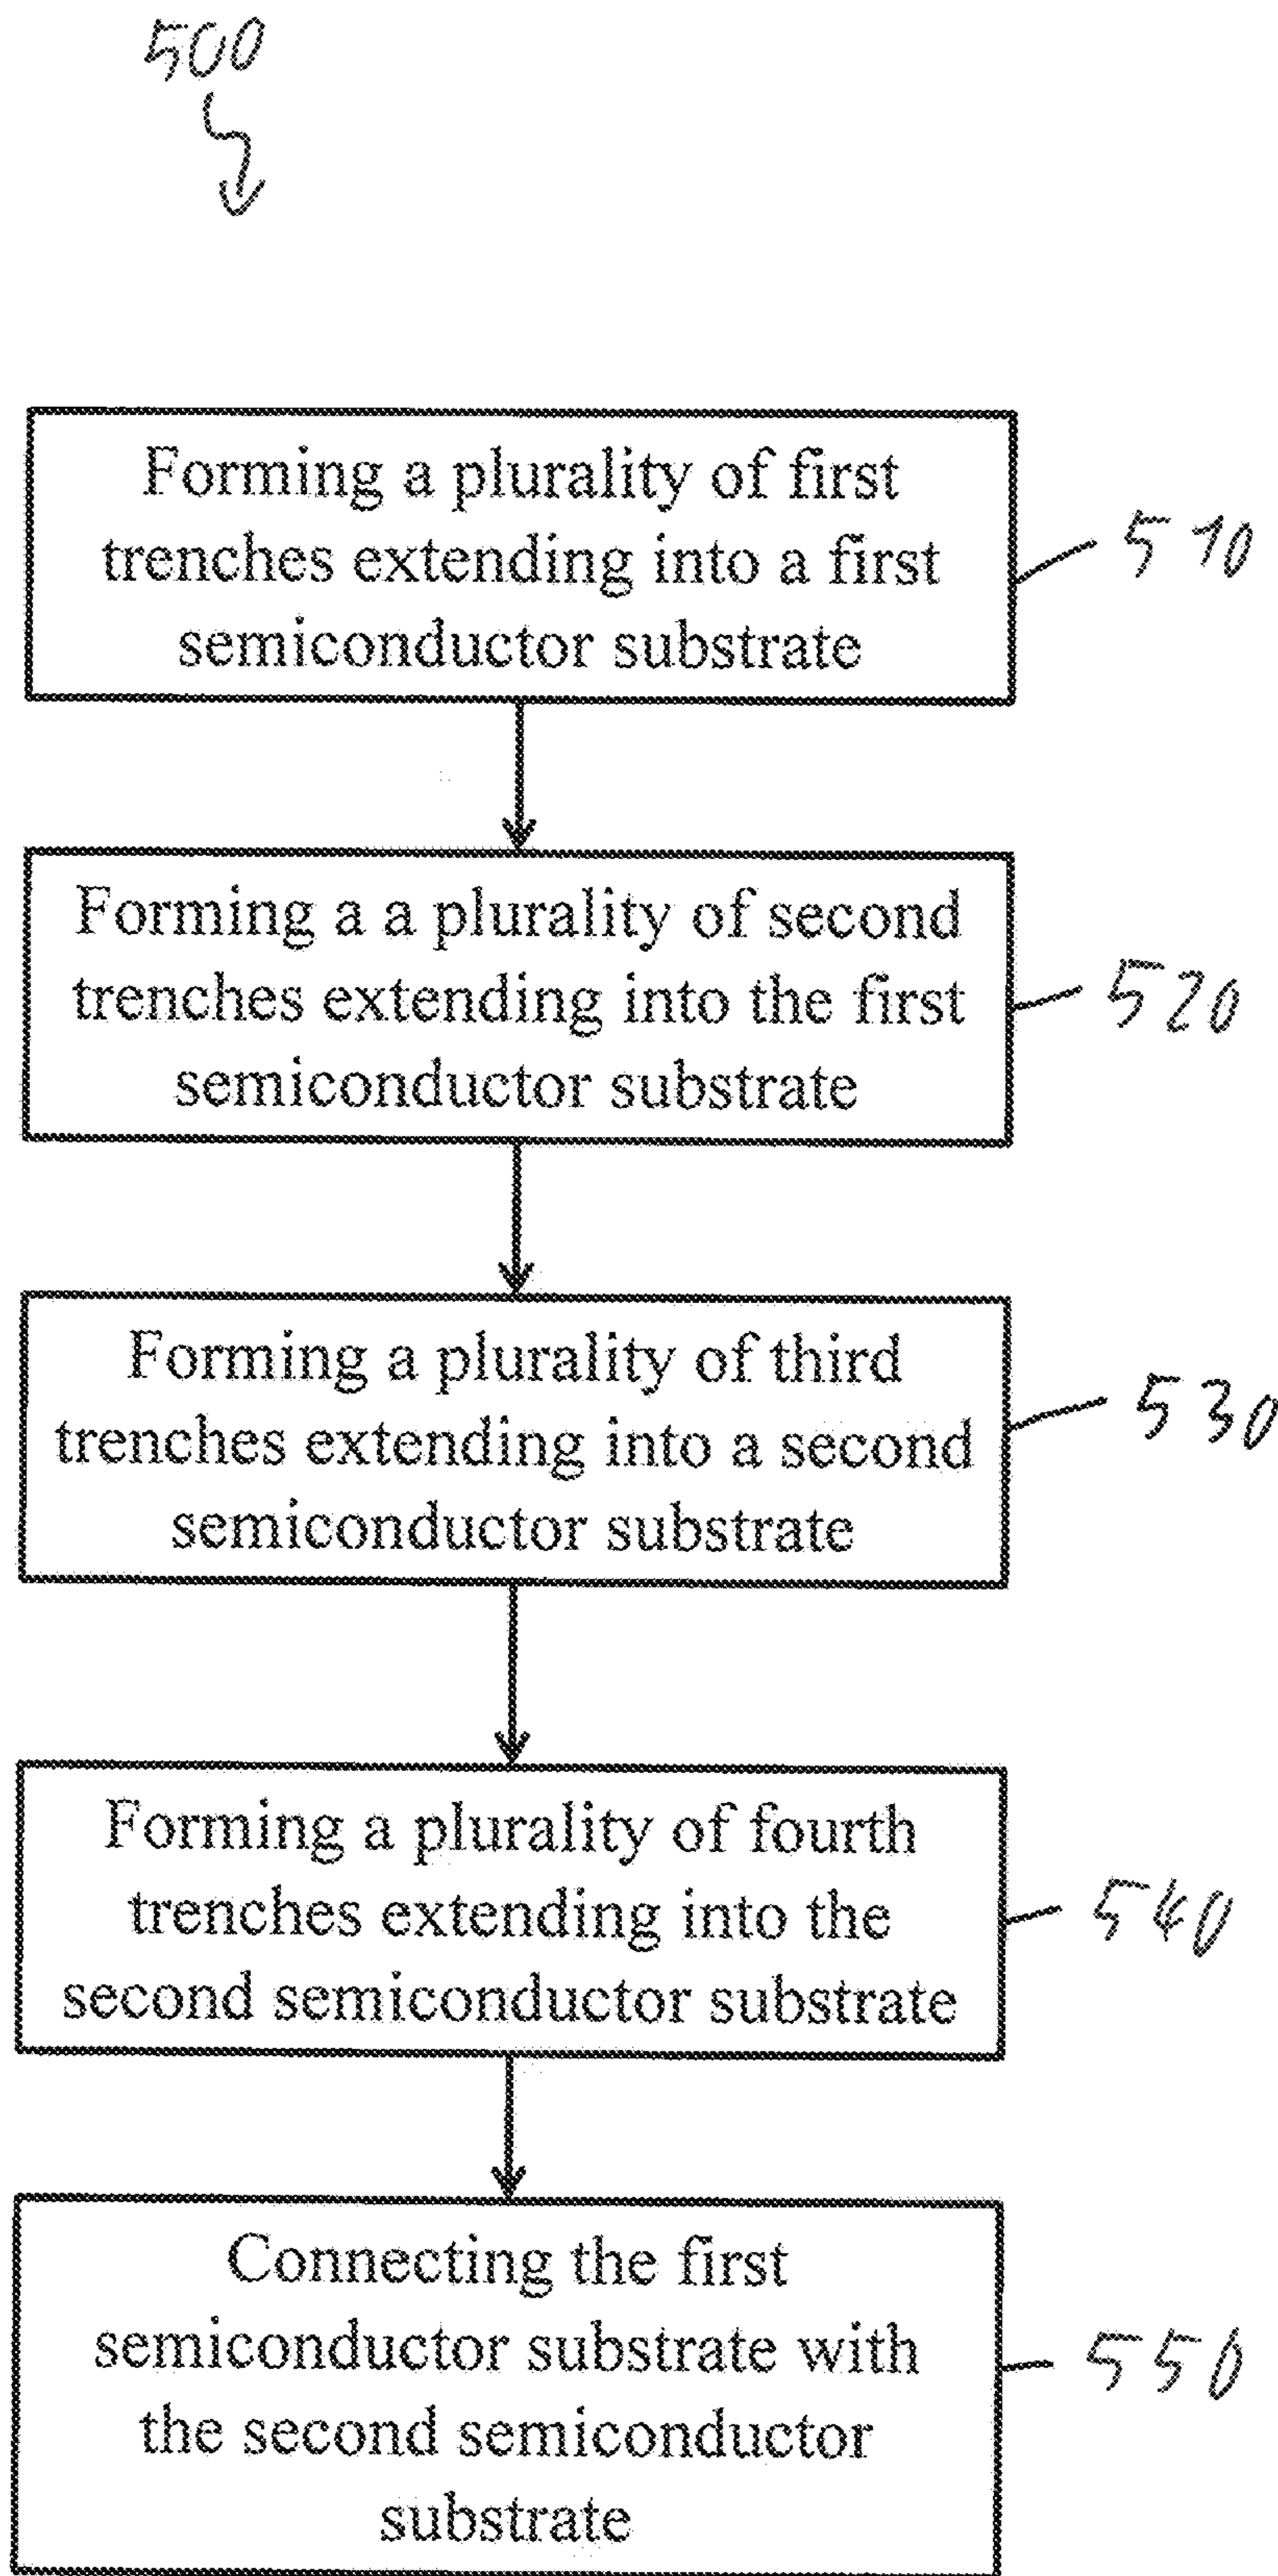 500
Forming a plurality of first
trenches extending into a first
semiconductor substrate
510
Forming a a plurality of second
trenches extending into the first
semiconductor substrate
520
Forming a plurality of third
trenches extending into a second
semiconductor substrate
530
Forming a plurality of fourth
trenches extending into the
second semiconductor substrate
540
Connecting the first
semiconductor substrate with
the second semiconductor
substrate
550